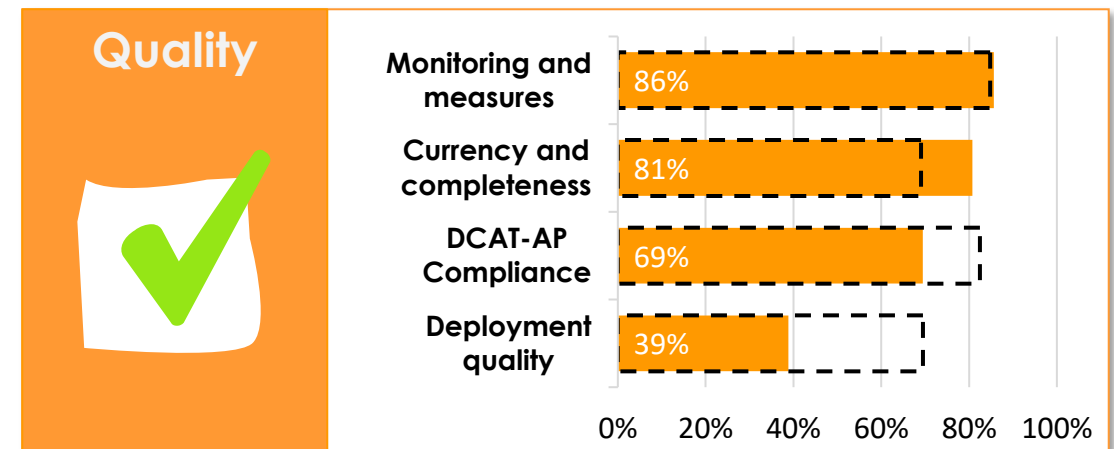 Quality
Monitoring and
measures
86%
Currency and
completeness
81%
DCAT-AP
Compliance
69%
Deployment
quality
39%
0% 20% 40% 60% 80% 100%